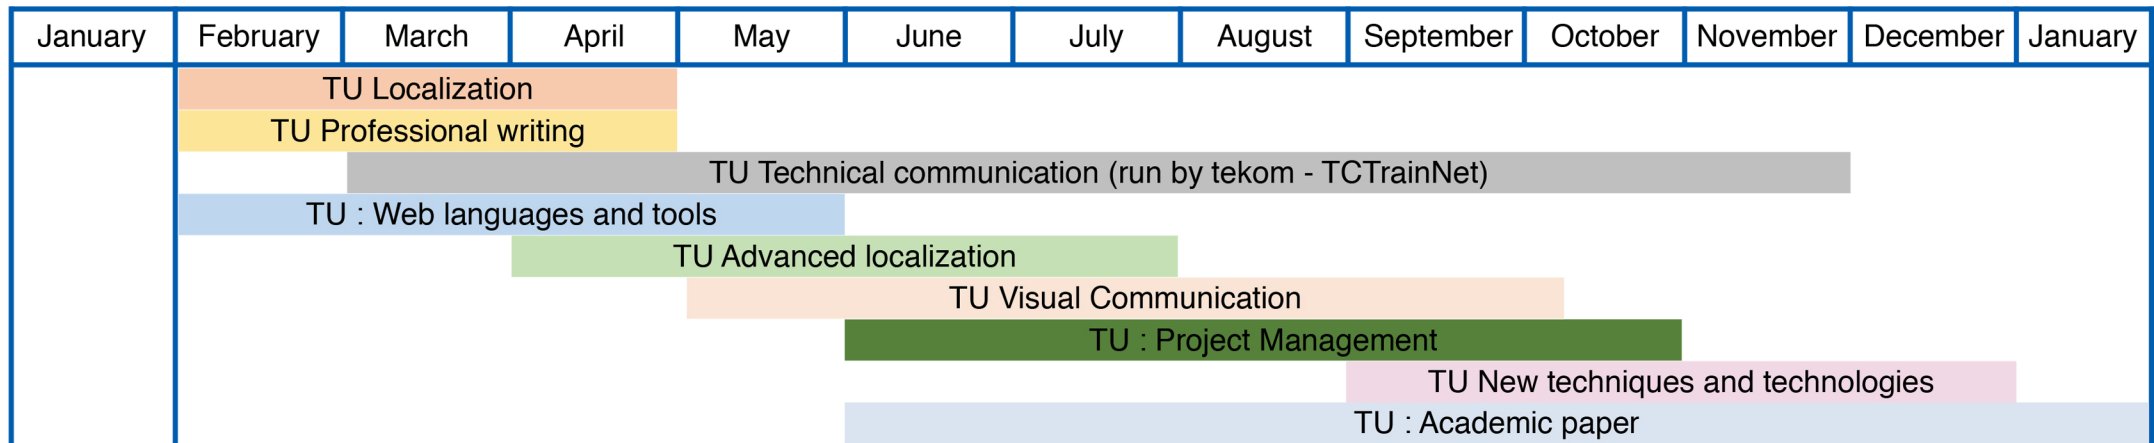 January February March April May June July August September October November December January
TU Localization
TU Professional writing
TU Technical communication (run by tekom - TCTrainNet)
TU : Web languages and tools
TU Advanced localization
TU Visual Communication
TU : Project Management
TU New techniques and technologies
TU : Academic paper